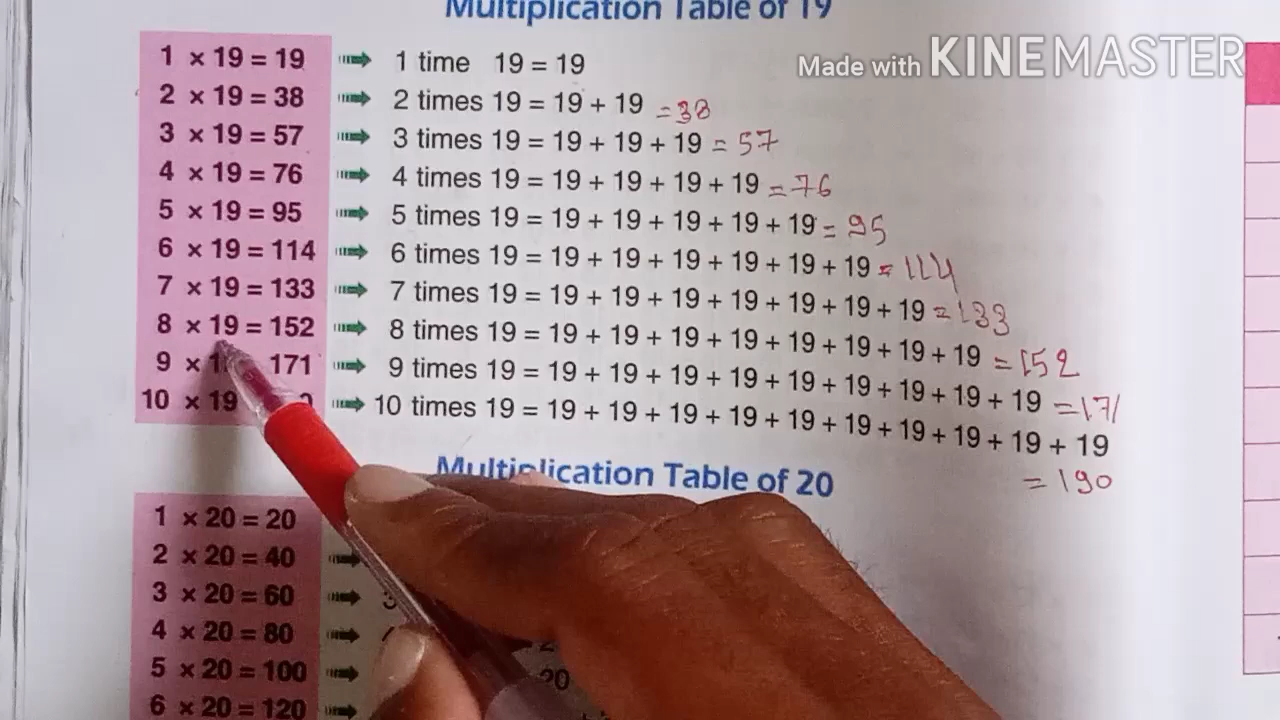 Multiplication Table of 19
Made with KINEMASTER
1 × 19 = 19 1 time 19 = 19
2 × 19 = 38 2 times 19 = 19 + 19 = 38
3 × 19 = 57 3 times 19 = 19 + 19 + 19 = 57
4 × 19 = 76 4 times 19 = 19 + 19 + 19 + 19 = 76
5 × 19 = 95 5 times 19 = 19 + 19 + 19 + 19 + 19 = 95
6 × 19 = 114 6 times 19 = 19 + 19 + 19 + 19 + 19 + 19 = 114
7 × 19 = 133 7 times 19 = 19 + 19 + 19 + 19 + 19 + 19 + 19 = 133
8 × 19 = 152 8 times 19 = 19 + 19 + 19 + 19 + 19 + 19 + 19 + 19 = 152
9 × 171 9 times 19 = 19 + 19 + 19 + 19 + 19 + 19 + 19 + 19 + 19 = 171
10 × 19 10 times 19 = 19 + 19 + 19 + 19 + 19 + 19 + 19 + 19 + 19 + 19
= 190
Multiplication Table of 20
1 × 20 = 20
2 × 20 = 40
3 × 20 = 60
4 × 20 = 80
5 × 20 = 100 20
6 × 20 = 120